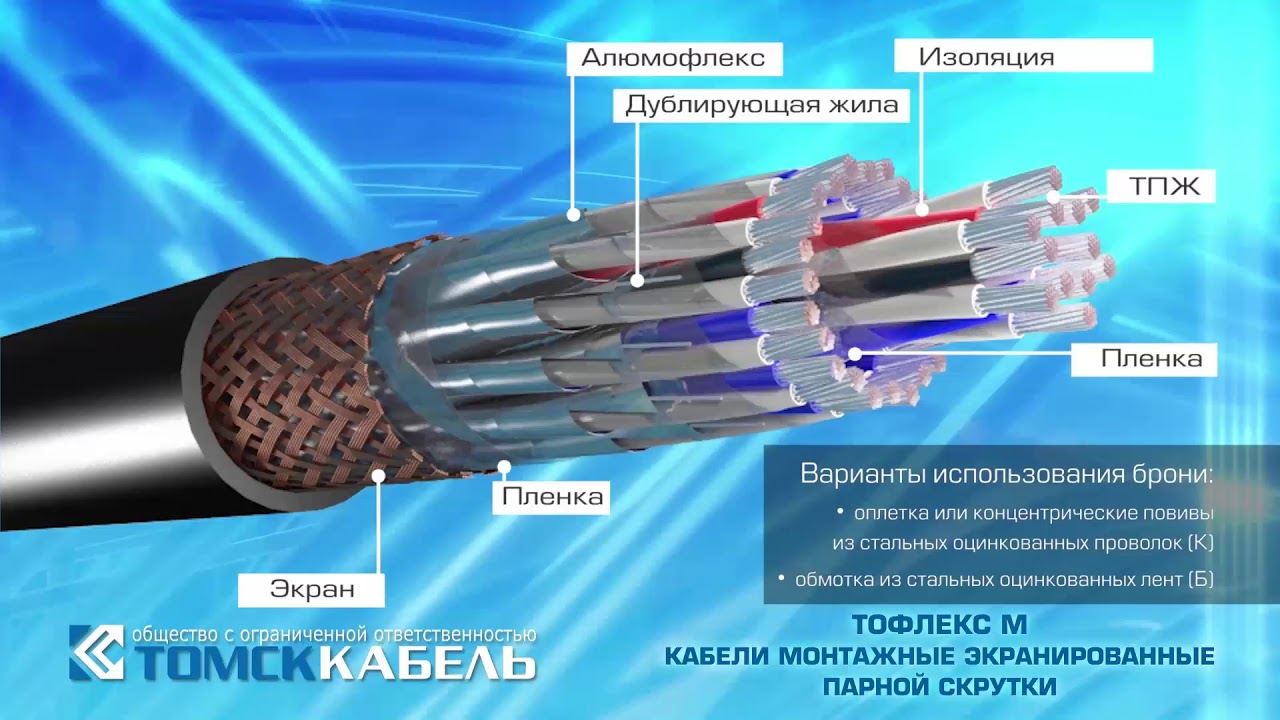 Алюмофлекс
Изоляция
Дублирующая жила
ТПЖ
Пленка
Варианты использования брони:
• оплетка или концентрические повивы
из стальных оцинкованных проволок (К)
• обмотка из стальных оцинкованных лент (Б)
Пленка
Экран
общество с ограниченной ответственностью
ТОМСККАБЕЛЬ
ТОФЛЕКС М
КАБЕЛИ МОНТАЖНЫЕ ЭКРАНИРОВАННЫЕ
ПАРНОЙ СКРУТКИ